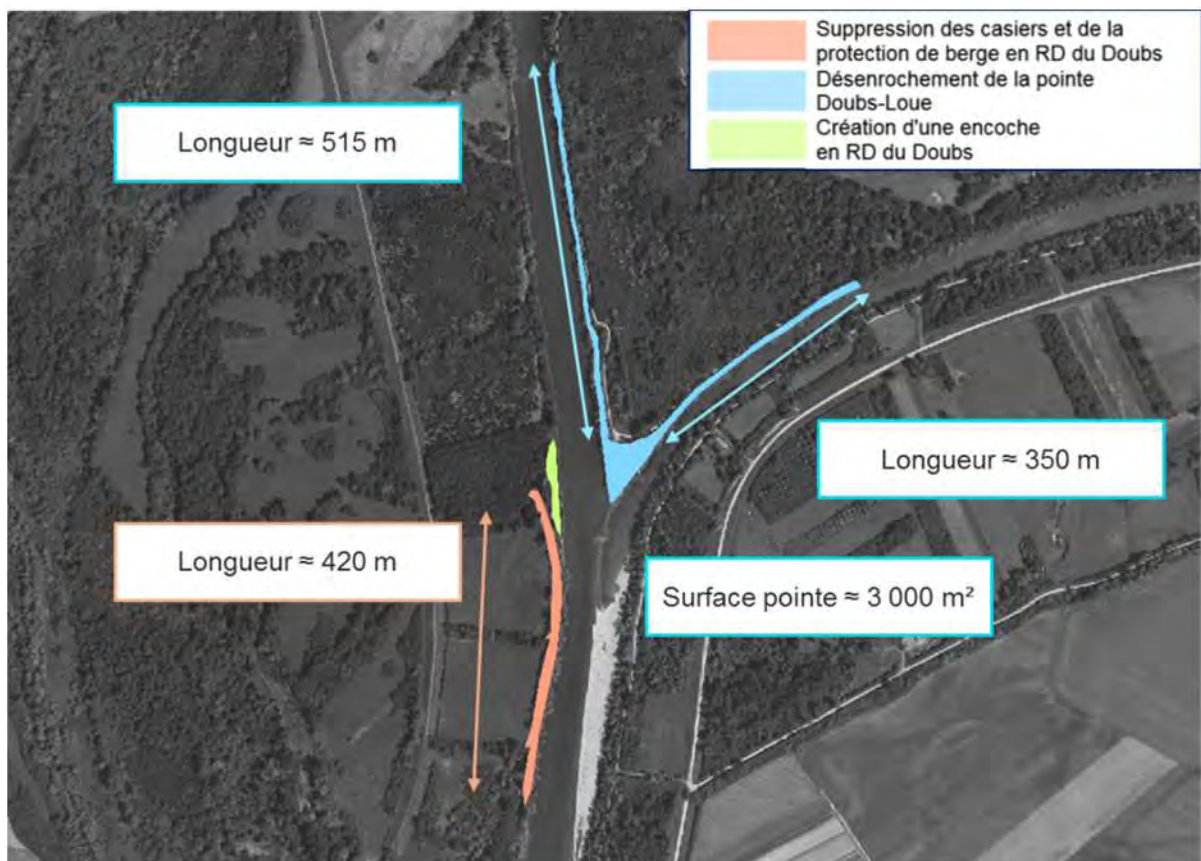 Suppression des casiers et de la
protection de berge en RD du Doubs
Désenrochement de la pointe
Doubs-Loue
Création d'une encoche
en RD du Doubs
Longueur ≈ 515 m
Longueur ≈ 350 m
Longueur ≈ 420 m
Surface pointe ≈ 3 000 m²